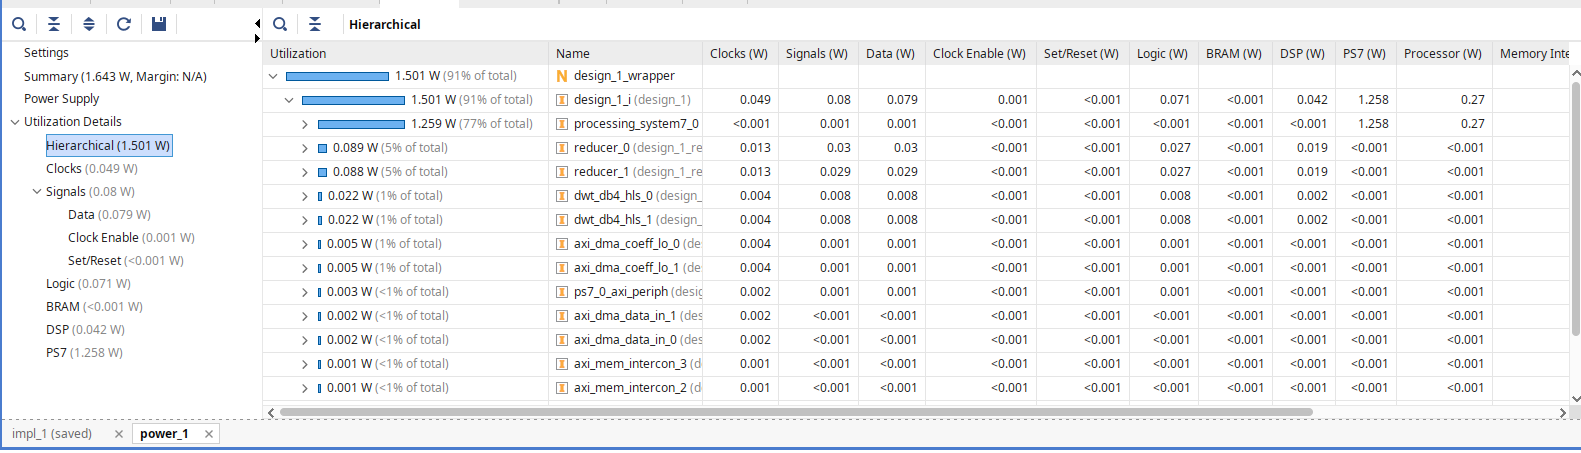 Hierarchical
Settings
Summary (1.643 W, Margin: N/A)
Power Supply
Utilization Details
Hierarchical (1.501 W)
Clocks (0.049 W)
Signals (0.08 W)
Data (0.079 W)
Clock Enable (0.001 W)
Set/Reset (<0.001 W)
Logic (0.071 W)
BRAM (<0.001 W)
DSP (0.042 W)
PS7 (1.258 W)
Utilization Name Clocks (W) Signals (W) Data (W) Clock Enable (W) Set/Reset (W) Logic (W) BRAM (W) DSP (W) PS7 (W) Processor (W) Memory Inte
1.501 W (91% of total) N design_1_wrapper
1.501 W (91% of total) I design_1_i (design_1) 0.049 0.08 0.079 0.001 <0.001 0.071 <0.001 0.042 1.258 0.27
1.259 W (77% of total) I processing_system7_0 <0.001 0.001 0.001 <0.001 <0.001 <0.001 <0.001 <0.001 1.258 0.27
0.089 W (5% of total) I reducer_0 (design_1_re 0.013 0.03 0.03 <0.001 <0.001 0.027 <0.001 0.019 <0.001 <0.001
0.088 W (5% of total) I reducer_1 (design_1_re 0.013 0.029 0.029 <0.001 <0.001 0.027 <0.001 0.019 <0.001 <0.001
0.022 W (1% of total) I dwt_db4_hls_0 (design_ 0.004 0.008 0.008 <0.001 <0.001 0.008 <0.001 0.002 <0.001 <0.001
0.022 W (1% of total) I dwt_db4_hls_1 (design_ 0.004 0.008 0.008 <0.001 <0.001 0.008 <0.001 0.002 <0.001 <0.001
0.005 W (1% of total) I axi_dma_coeff_lo_0 (de 0.004 0.001 0.001 <0.001 <0.001 <0.001 <0.001 <0.001 <0.001 <0.001
0.005 W (1% of total) I axi_dma_coeff_lo_1 (de 0.004 0.001 0.001 <0.001 <0.001 <0.001 <0.001 <0.001 <0.001 <0.001
0.003 W (<1% of total) I ps7_0_axi_periph (desig 0.002 0.001 0.001 <0.001 <0.001 <0.001 <0.001 <0.001 <0.001 <0.001
0.002 W (<1% of total) I axi_dma_data_in_1 (des 0.002 <0.001 <0.001 <0.001 <0.001 <0.001 <0.001 <0.001 <0.001 <0.001
0.002 W (<1% of total) I axi_dma_data_in_0 (des 0.002 <0.001 <0.001 <0.001 <0.001 <0.001 <0.001 <0.001 <0.001 <0.001
0.001 W (<1% of total) I axi_mem_intercon_3 (d 0.001 <0.001 <0.001 <0.001 <0.001 <0.001 <0.001 <0.001 <0.001 <0.001
0.001 W (<1% of total) I axi_mem_intercon_2 (d 0.001 <0.001 <0.001 <0.001 <0.001 <0.001 <0.001 <0.001 <0.001 <0.001
impl_1 (saved) power_1